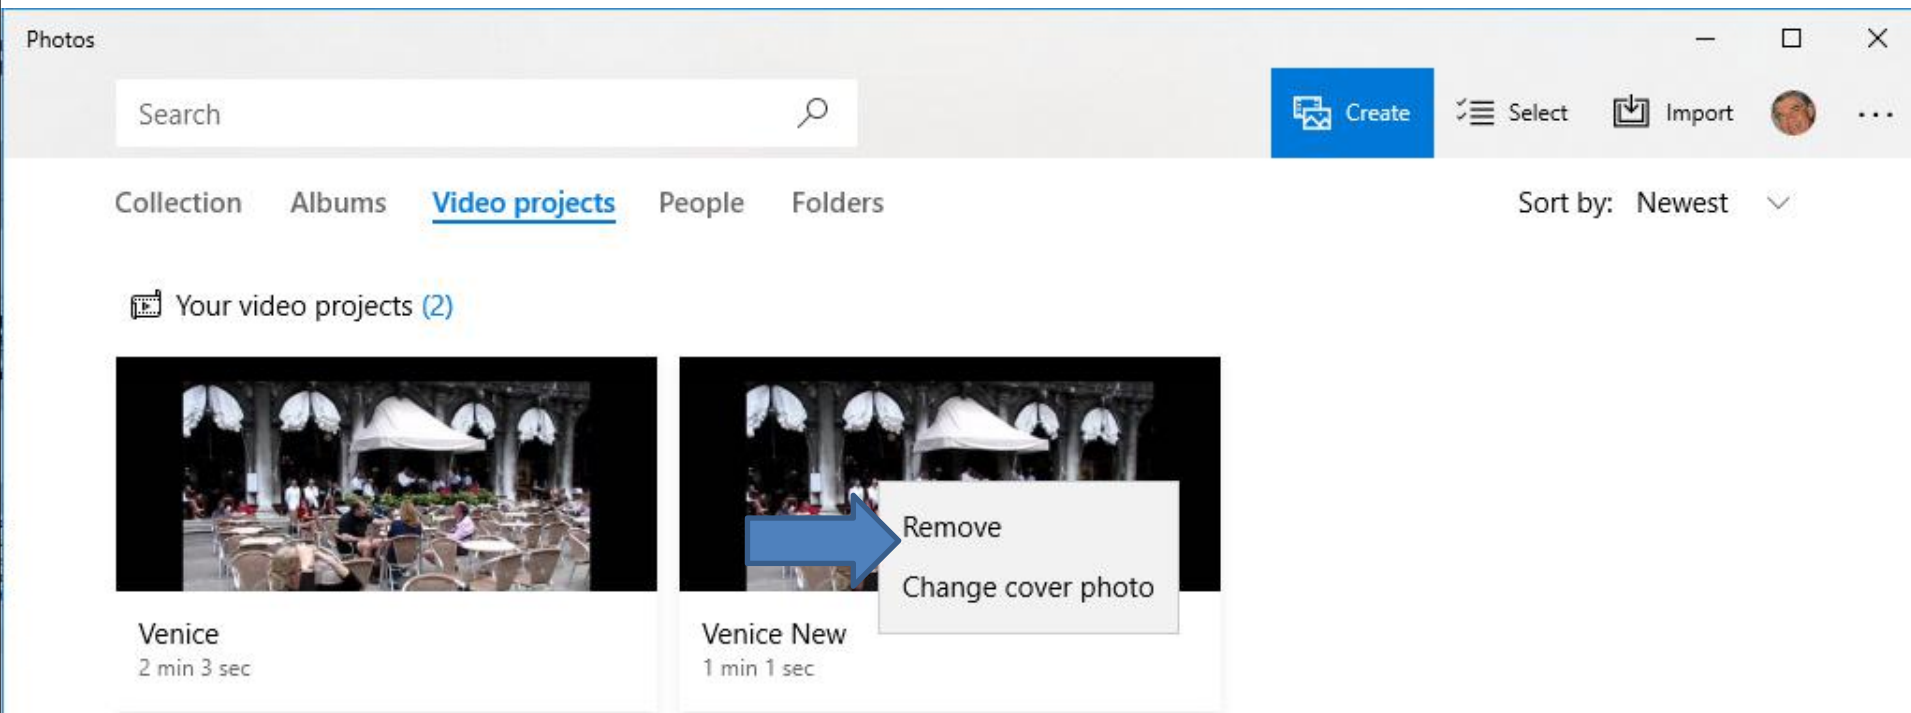 Photos
Search
Create Select Import
Collection Albums Video projects People Folders Sort by: Newest
Your video projects (2)
Remove
Change cover photo
Venice Venice New
2 min 3 sec 1 min 1 sec